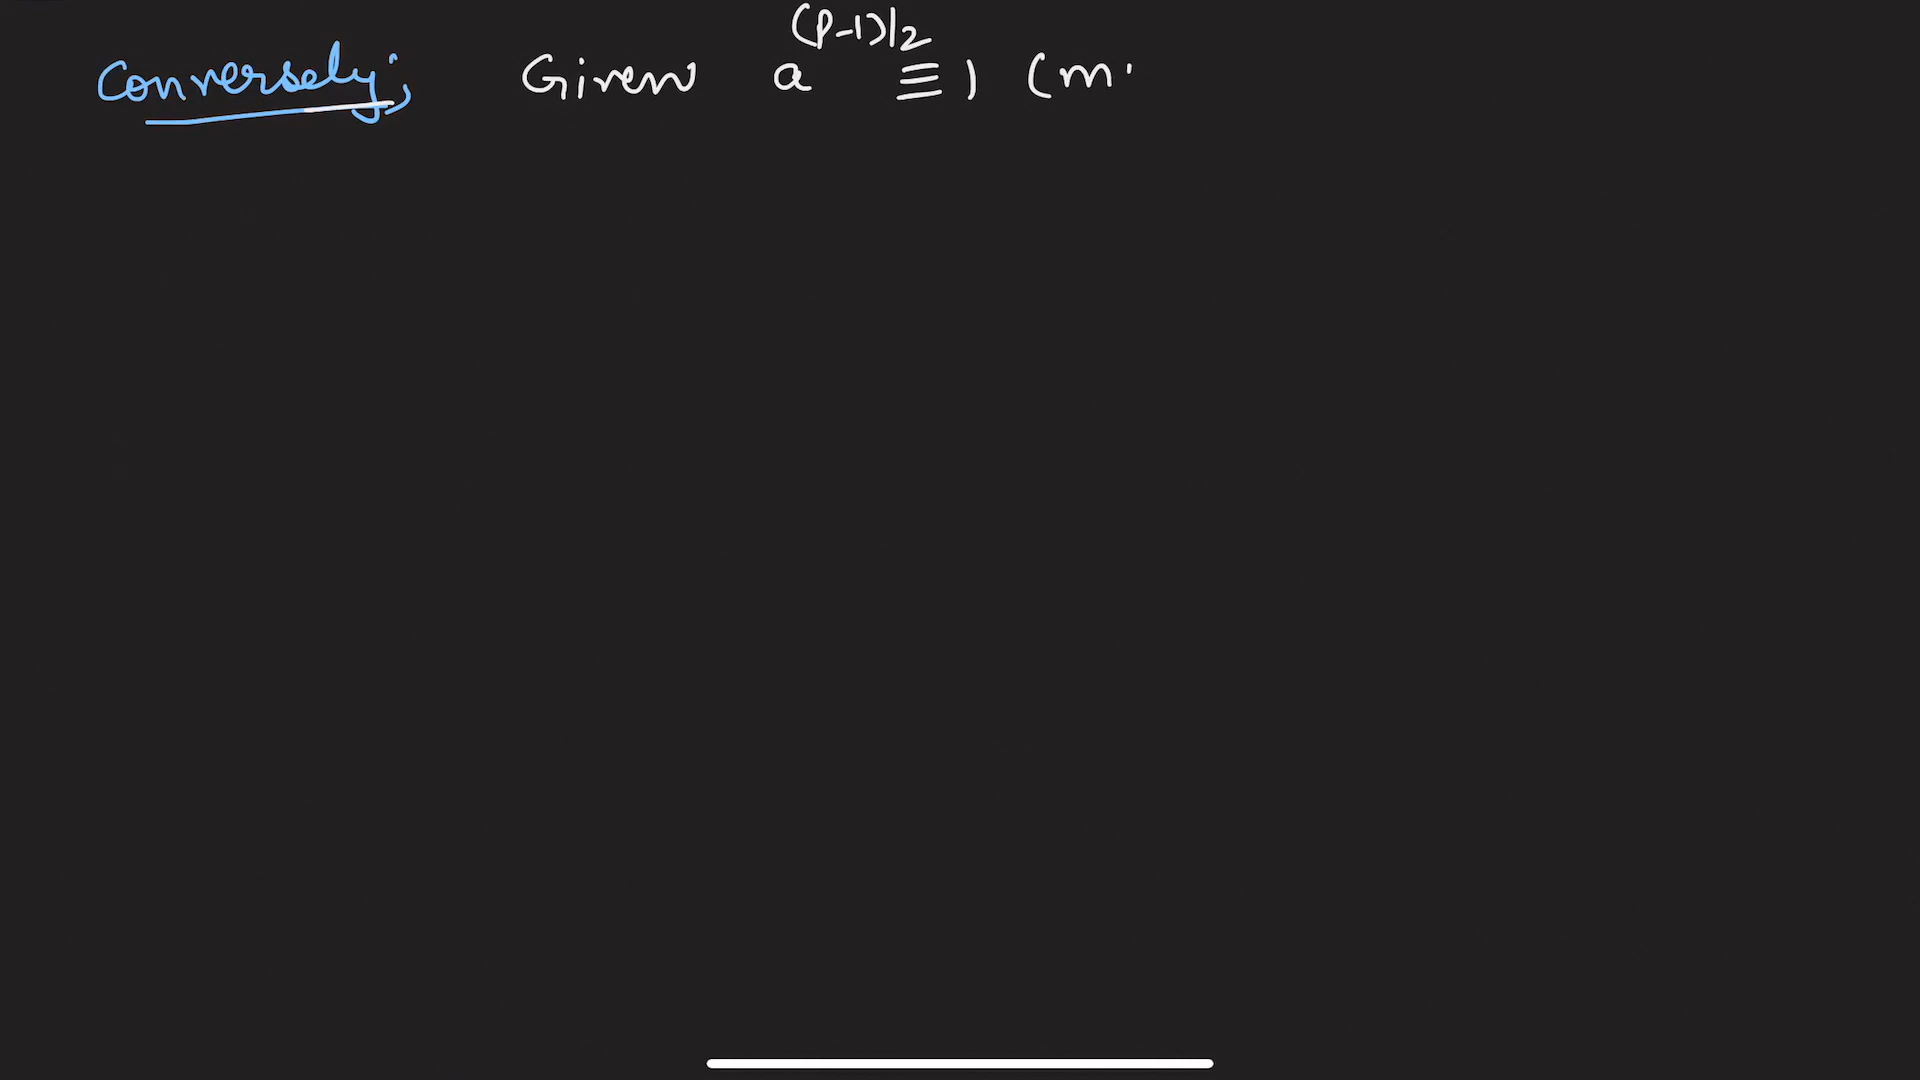 Conversely; Given a^{(p-1)/2} ≡ 1 (m